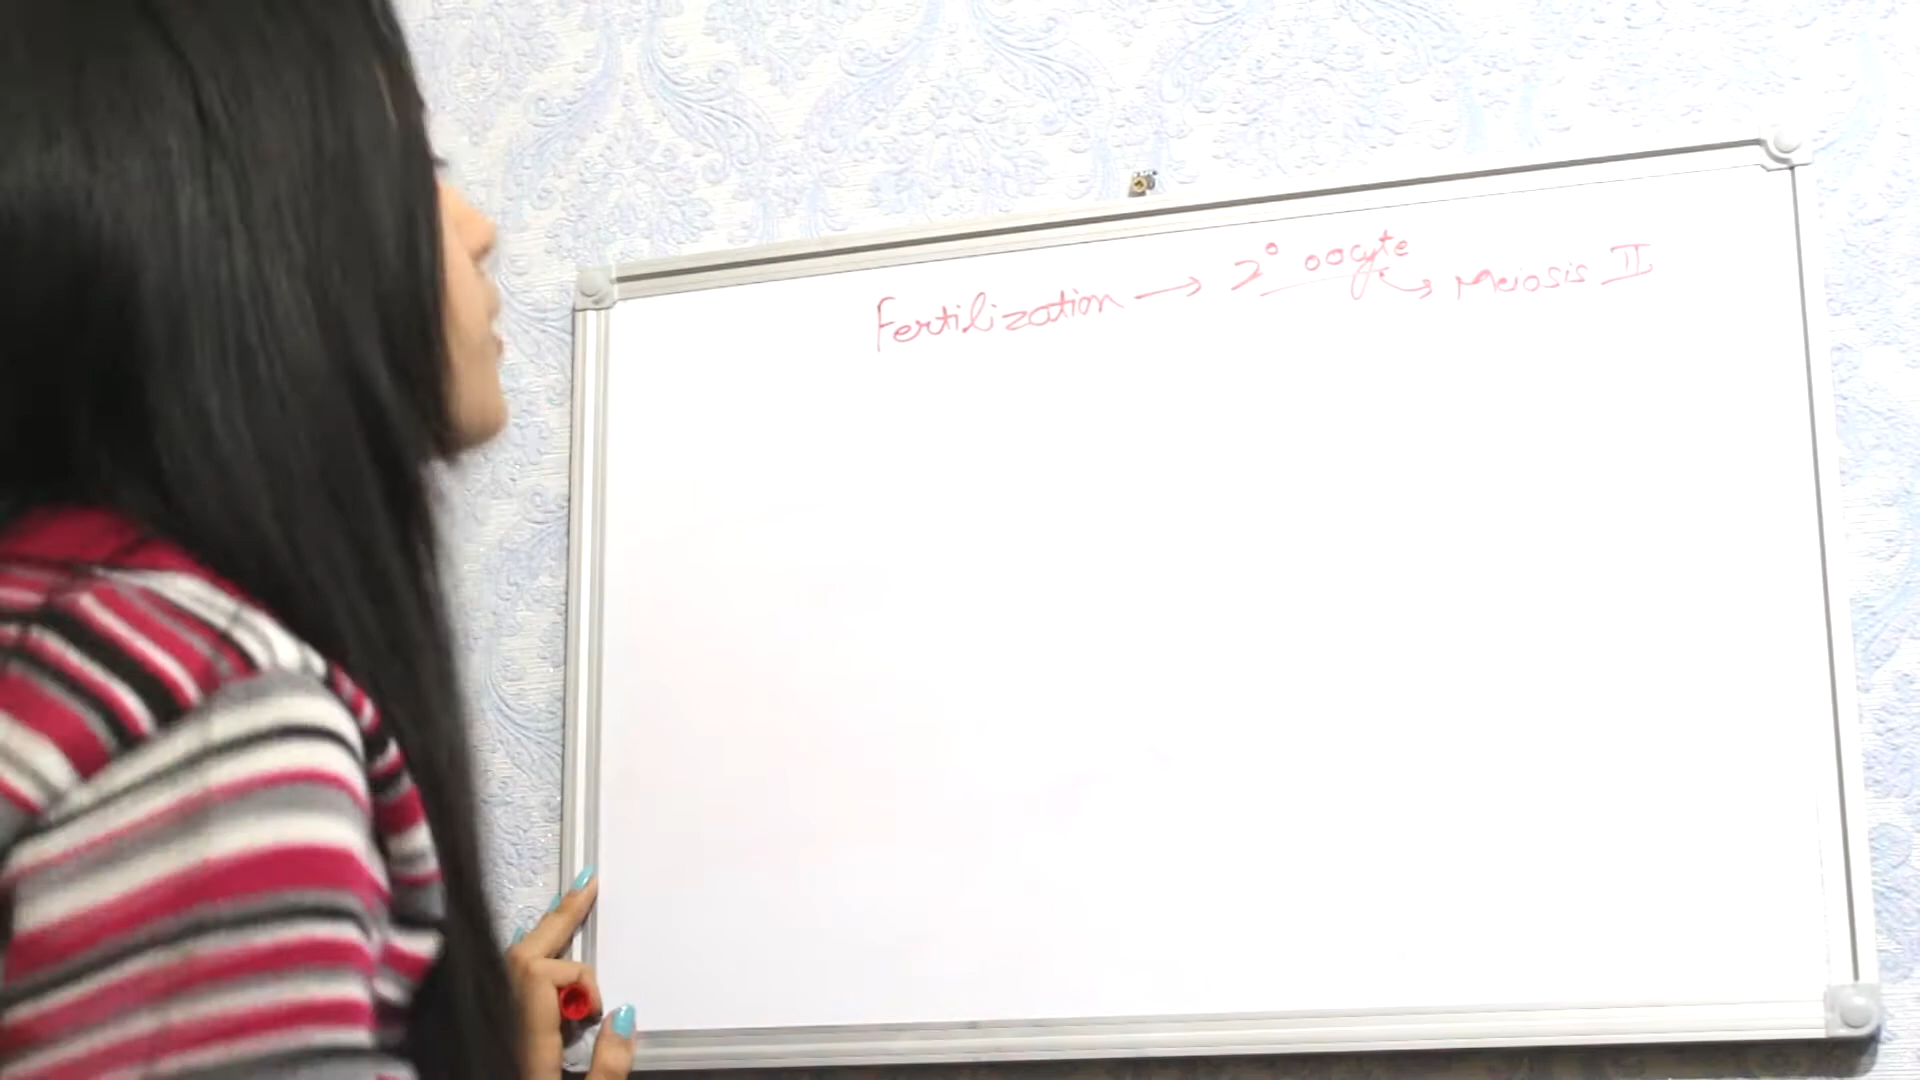 Fertilization → 2° oocyte → Meiosis II